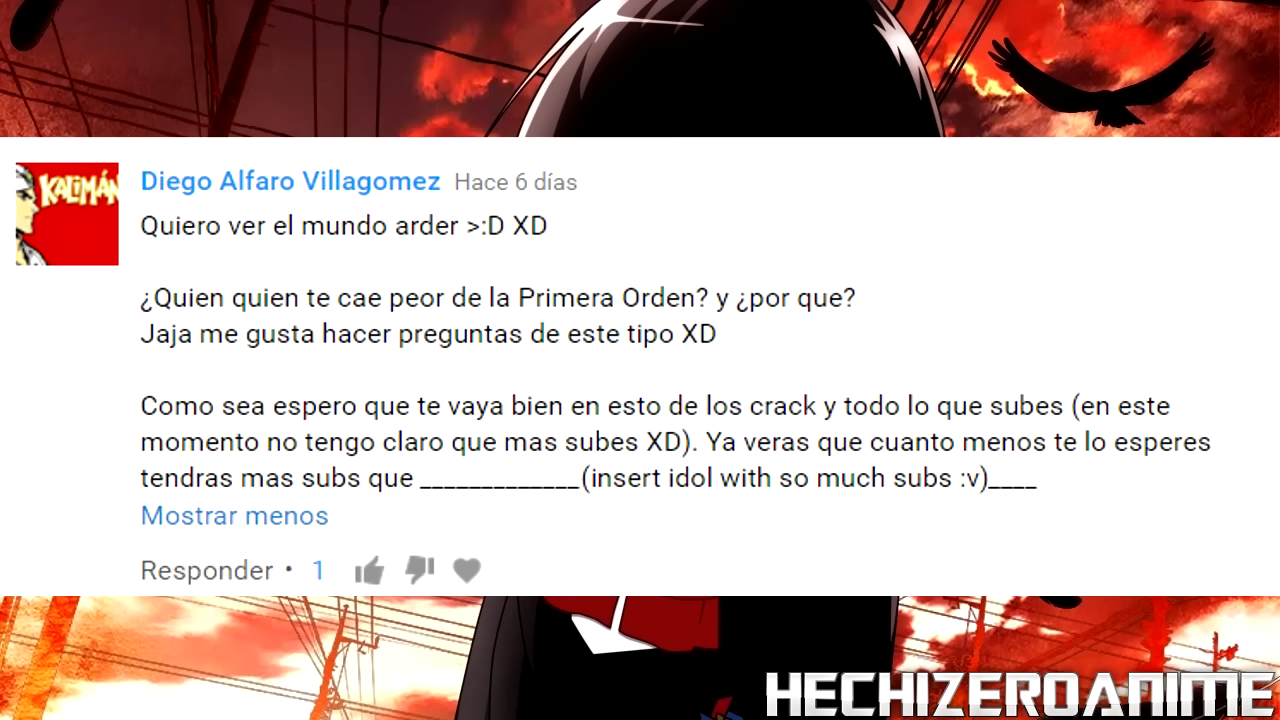 KALIMÁN
Diego Alfaro Villagomez Hace 6 días
Quiero ver el mundo arder >:D XD
¿Quien quien te cae peor de la Primera Orden? y ¿por que?
Jaja me gusta hacer preguntas de este tipo XD
Como sea espero que te vaya bien en esto de los crack y todo lo que subes (en este
momento no tengo claro que mas subes XD). Ya veras que cuanto menos te lo esperes
tendras mas subs que _____________(insert idol with so much subs :v)____
Mostrar menos
Responder • 1
HECHIZEROANIME